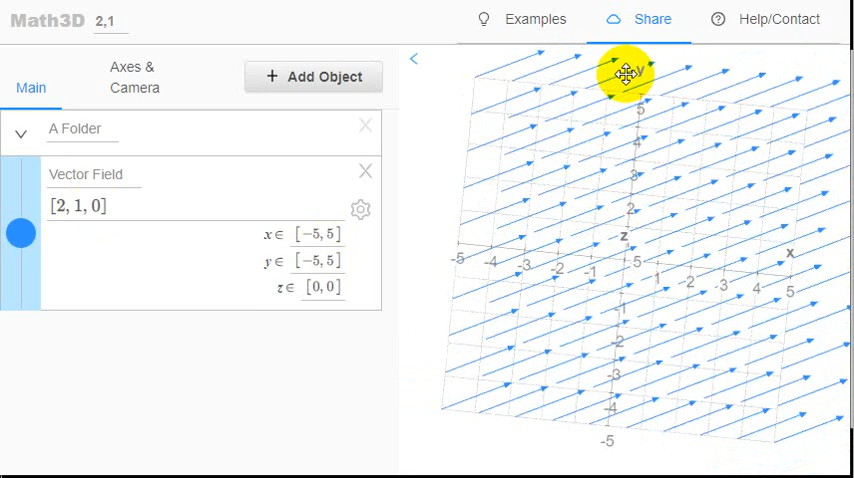 Math3D 2,1
Examples
Share
Help/Contact
Main
Axes & Camera
+ Add Object
A Folder
X
Vector Field
X
[2, 1, 0]
x ∈ [−5, 5]
y ∈ [−5, 5]
z ∈ [0, 0]
<
y
5
4
3
2
z
x
-5 -4 -3 -2 -1 5 1 2 3 4 5
-1
-2
-3
-4
-5